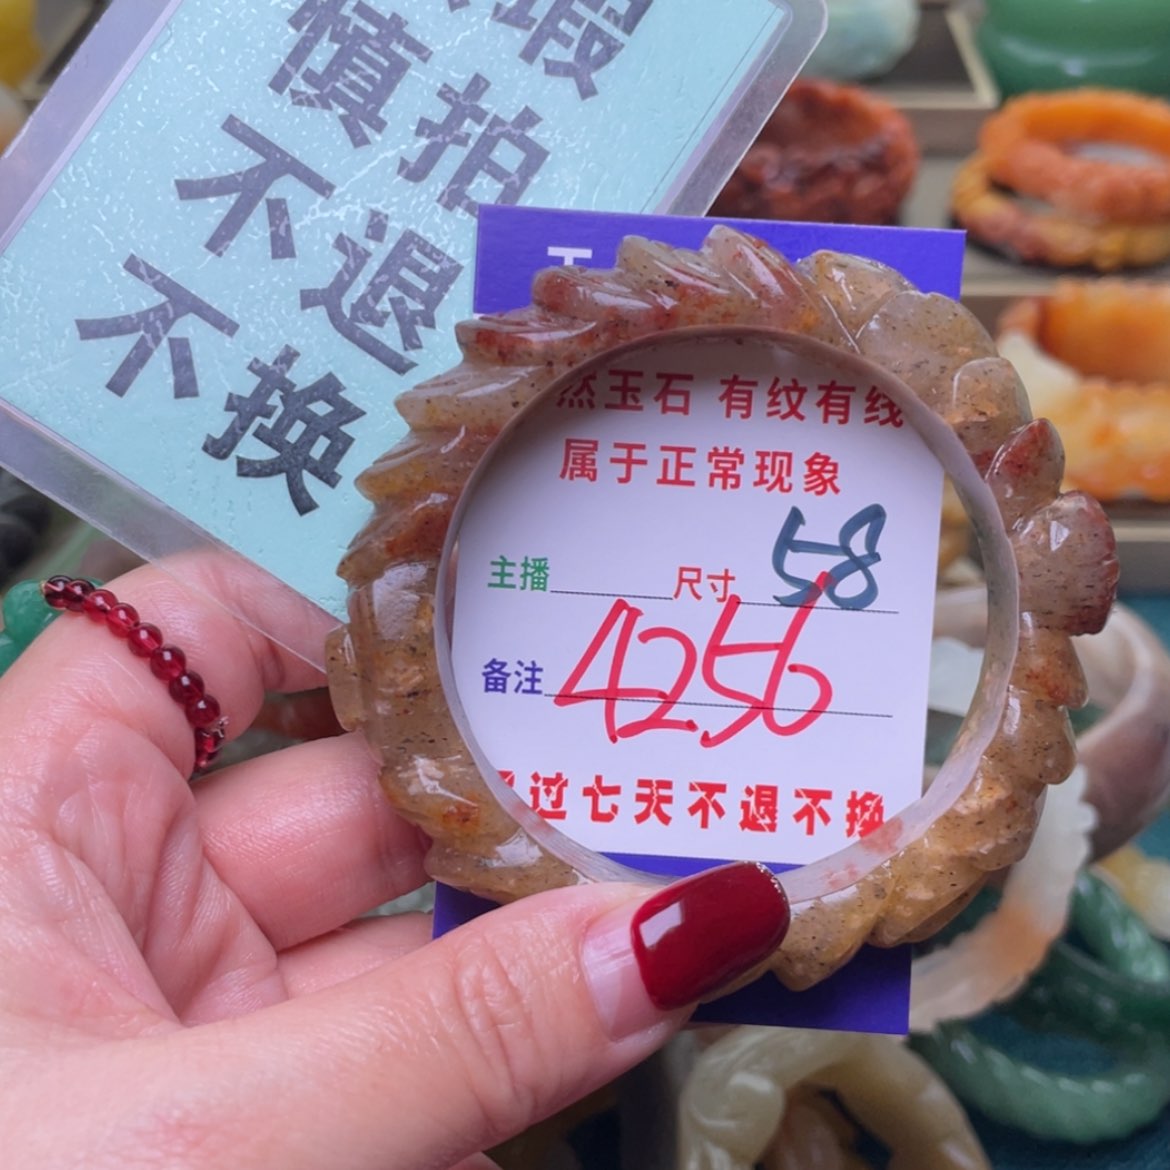 瑕
慎拍
不退
不换
然玉石 有纹有线
属于正常现象
主播 尺寸 58
备注 4256
过七天不退不换